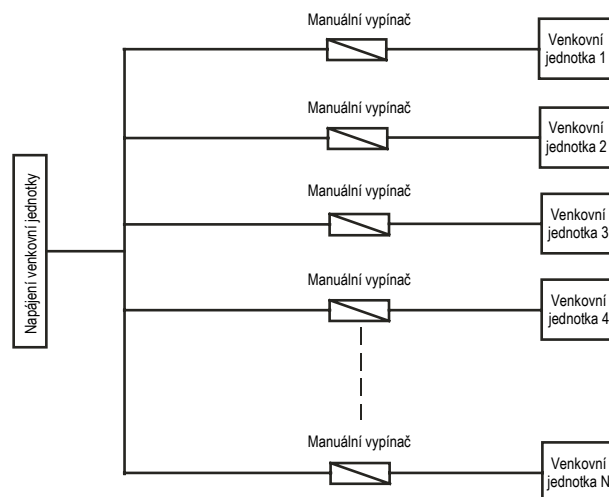 Manuální vypínač
Venkovní
jednotka 1
Manuální vypínač
Venkovní
jednotka 2
Napájení venkovní jednotky
Manuální vypínač
Venkovní
jednotka 3
Manuální vypínač
Venkovní
jednotka 4
Manuální vypínač
Venkovní
jednotka N